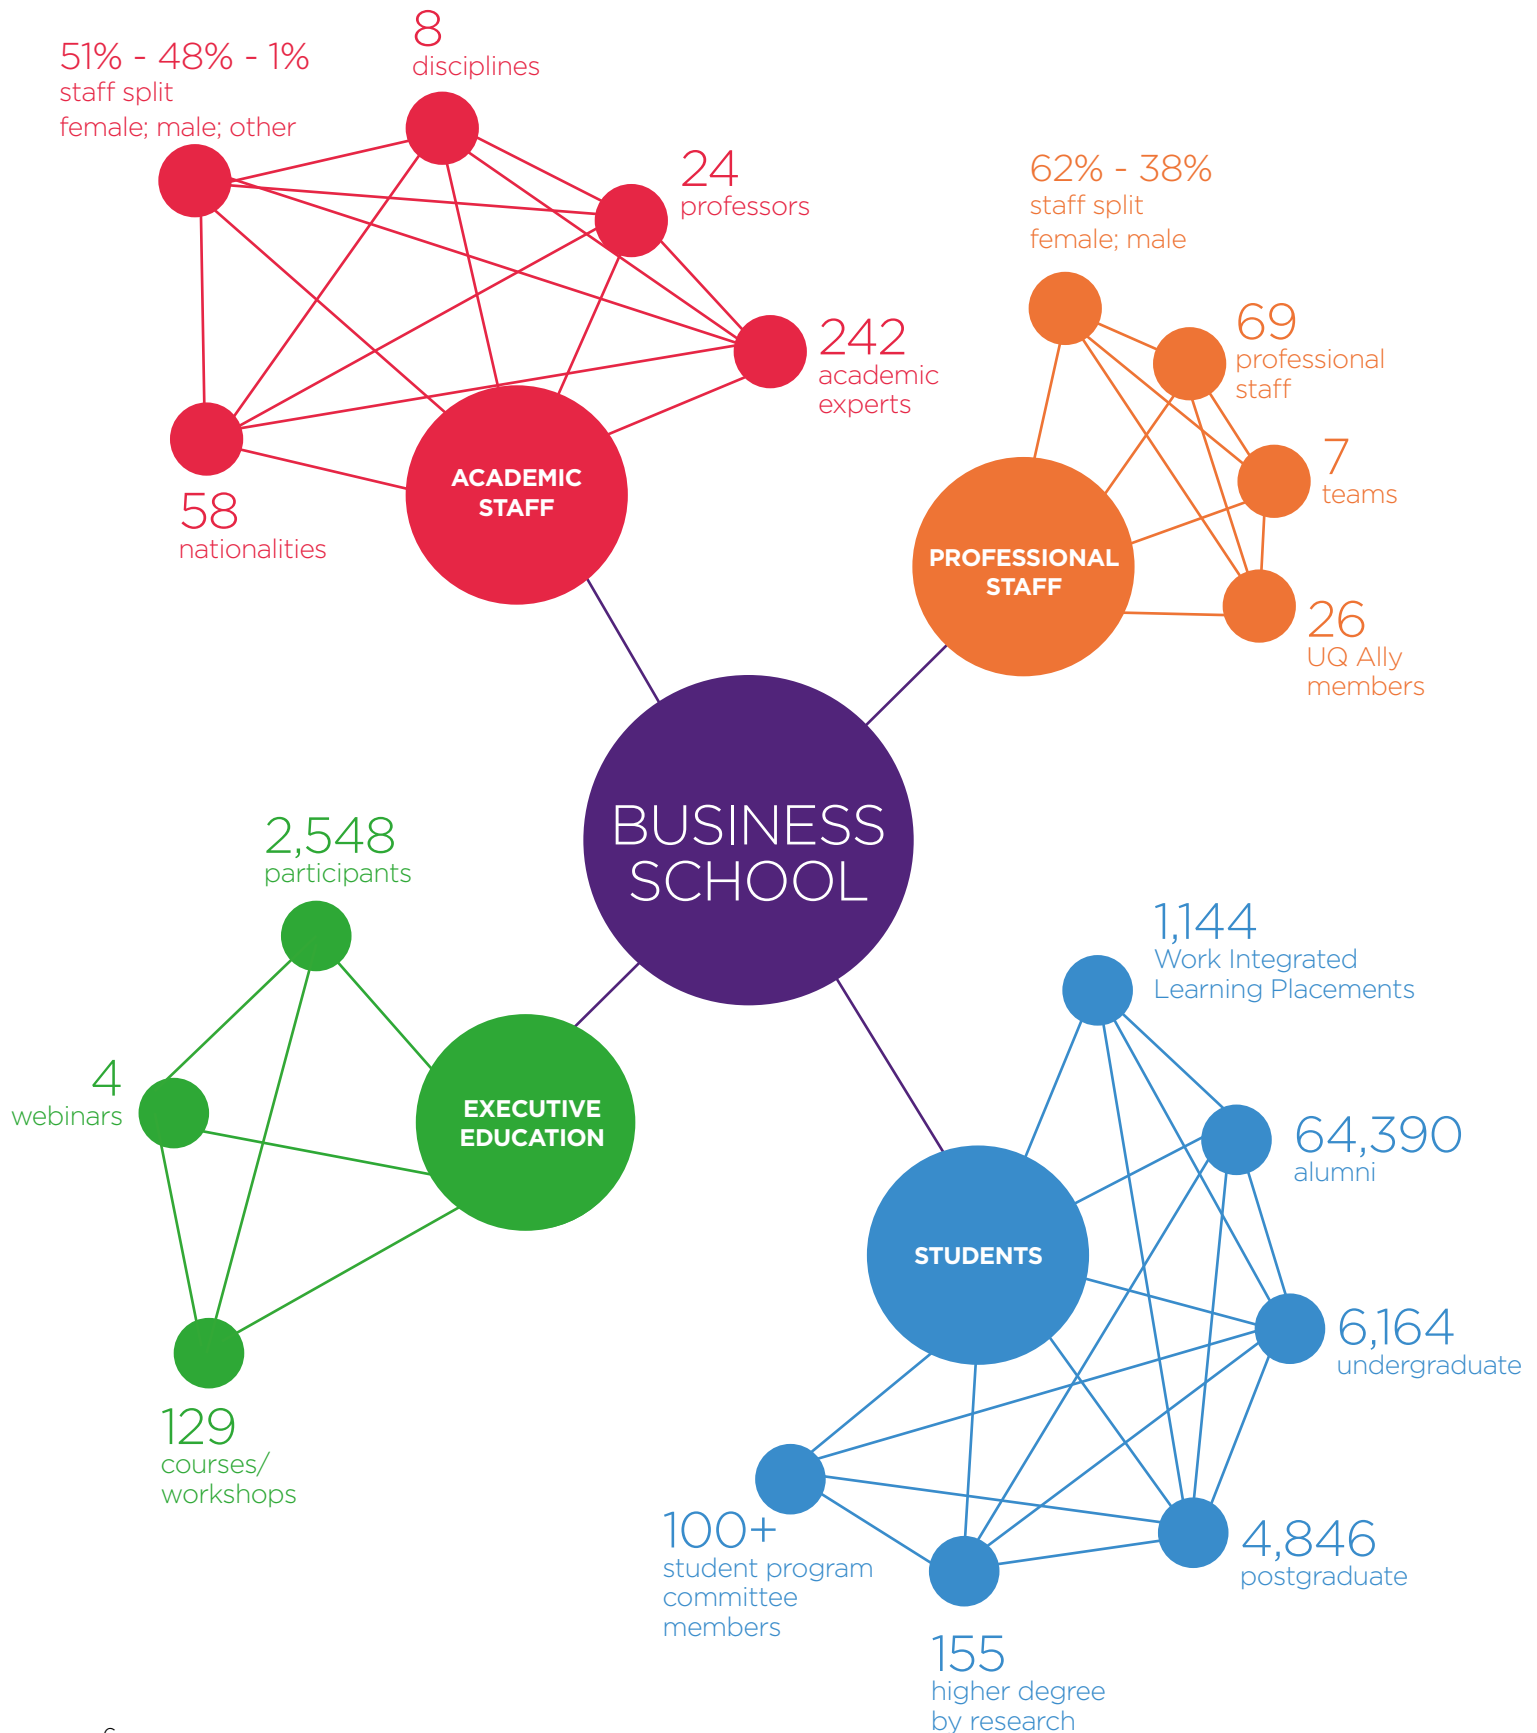 51% - 48% - 1%
staff split
female; male; other
8
disciplines
24
professors
242
academic
experts
58
nationalities
ACADEMIC
STAFF
62% - 38%
staff split
female; male
69
professional
staff
7
teams
26
UQ Ally
members
PROFESSIONAL
STAFF
BUSINESS
SCHOOL
2,548
participants
4
webinars
129
courses/
workshops
EXECUTIVE
EDUCATION
1,144
Work Integrated
Learning Placements
64,390
alumni
6,164
undergraduate
4,846
postgraduate
155
higher degree
by research
100+
student program
committee
members
STUDENTS